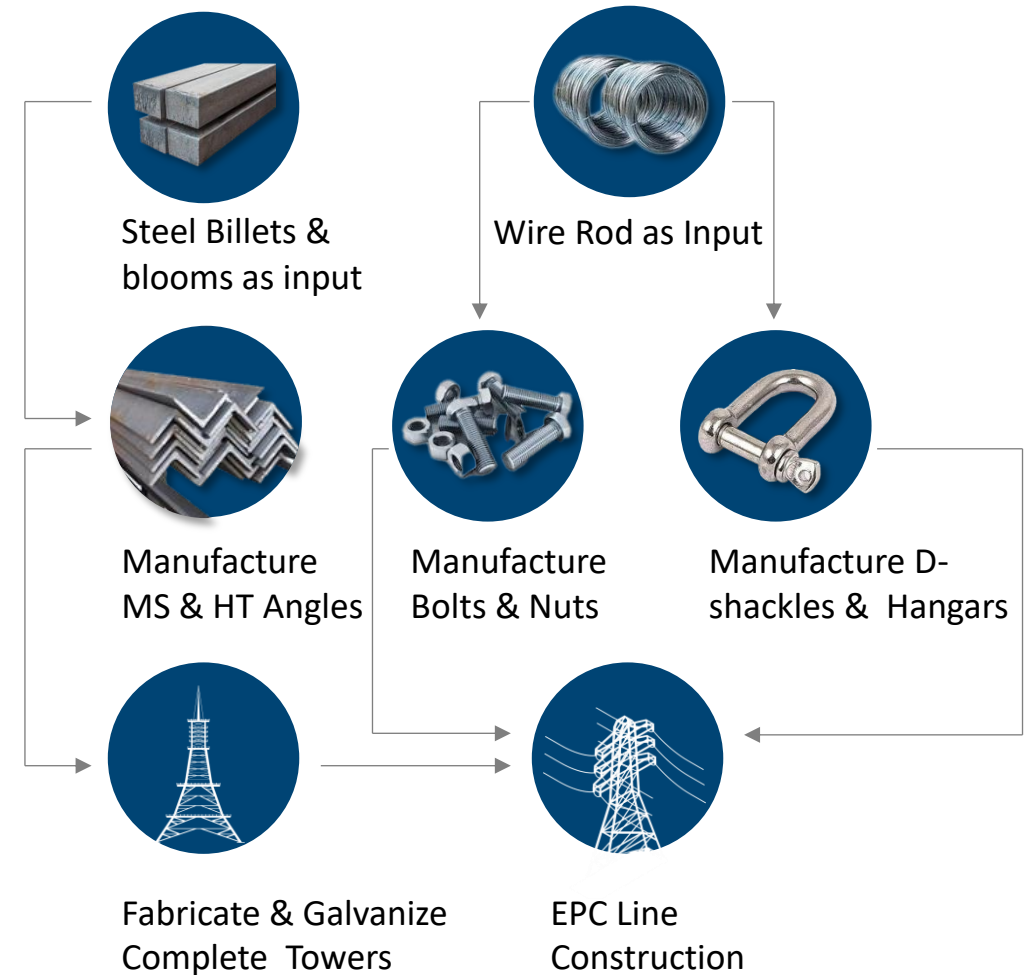 Steel Billets &
blooms as input
Wire Rod as Input
Manufacture
MS & HT Angles
Manufacture
Bolts & Nuts
Manufacture D-
shackles & Hangars
Fabricate & Galvanize
Complete Towers
EPC Line
Construction